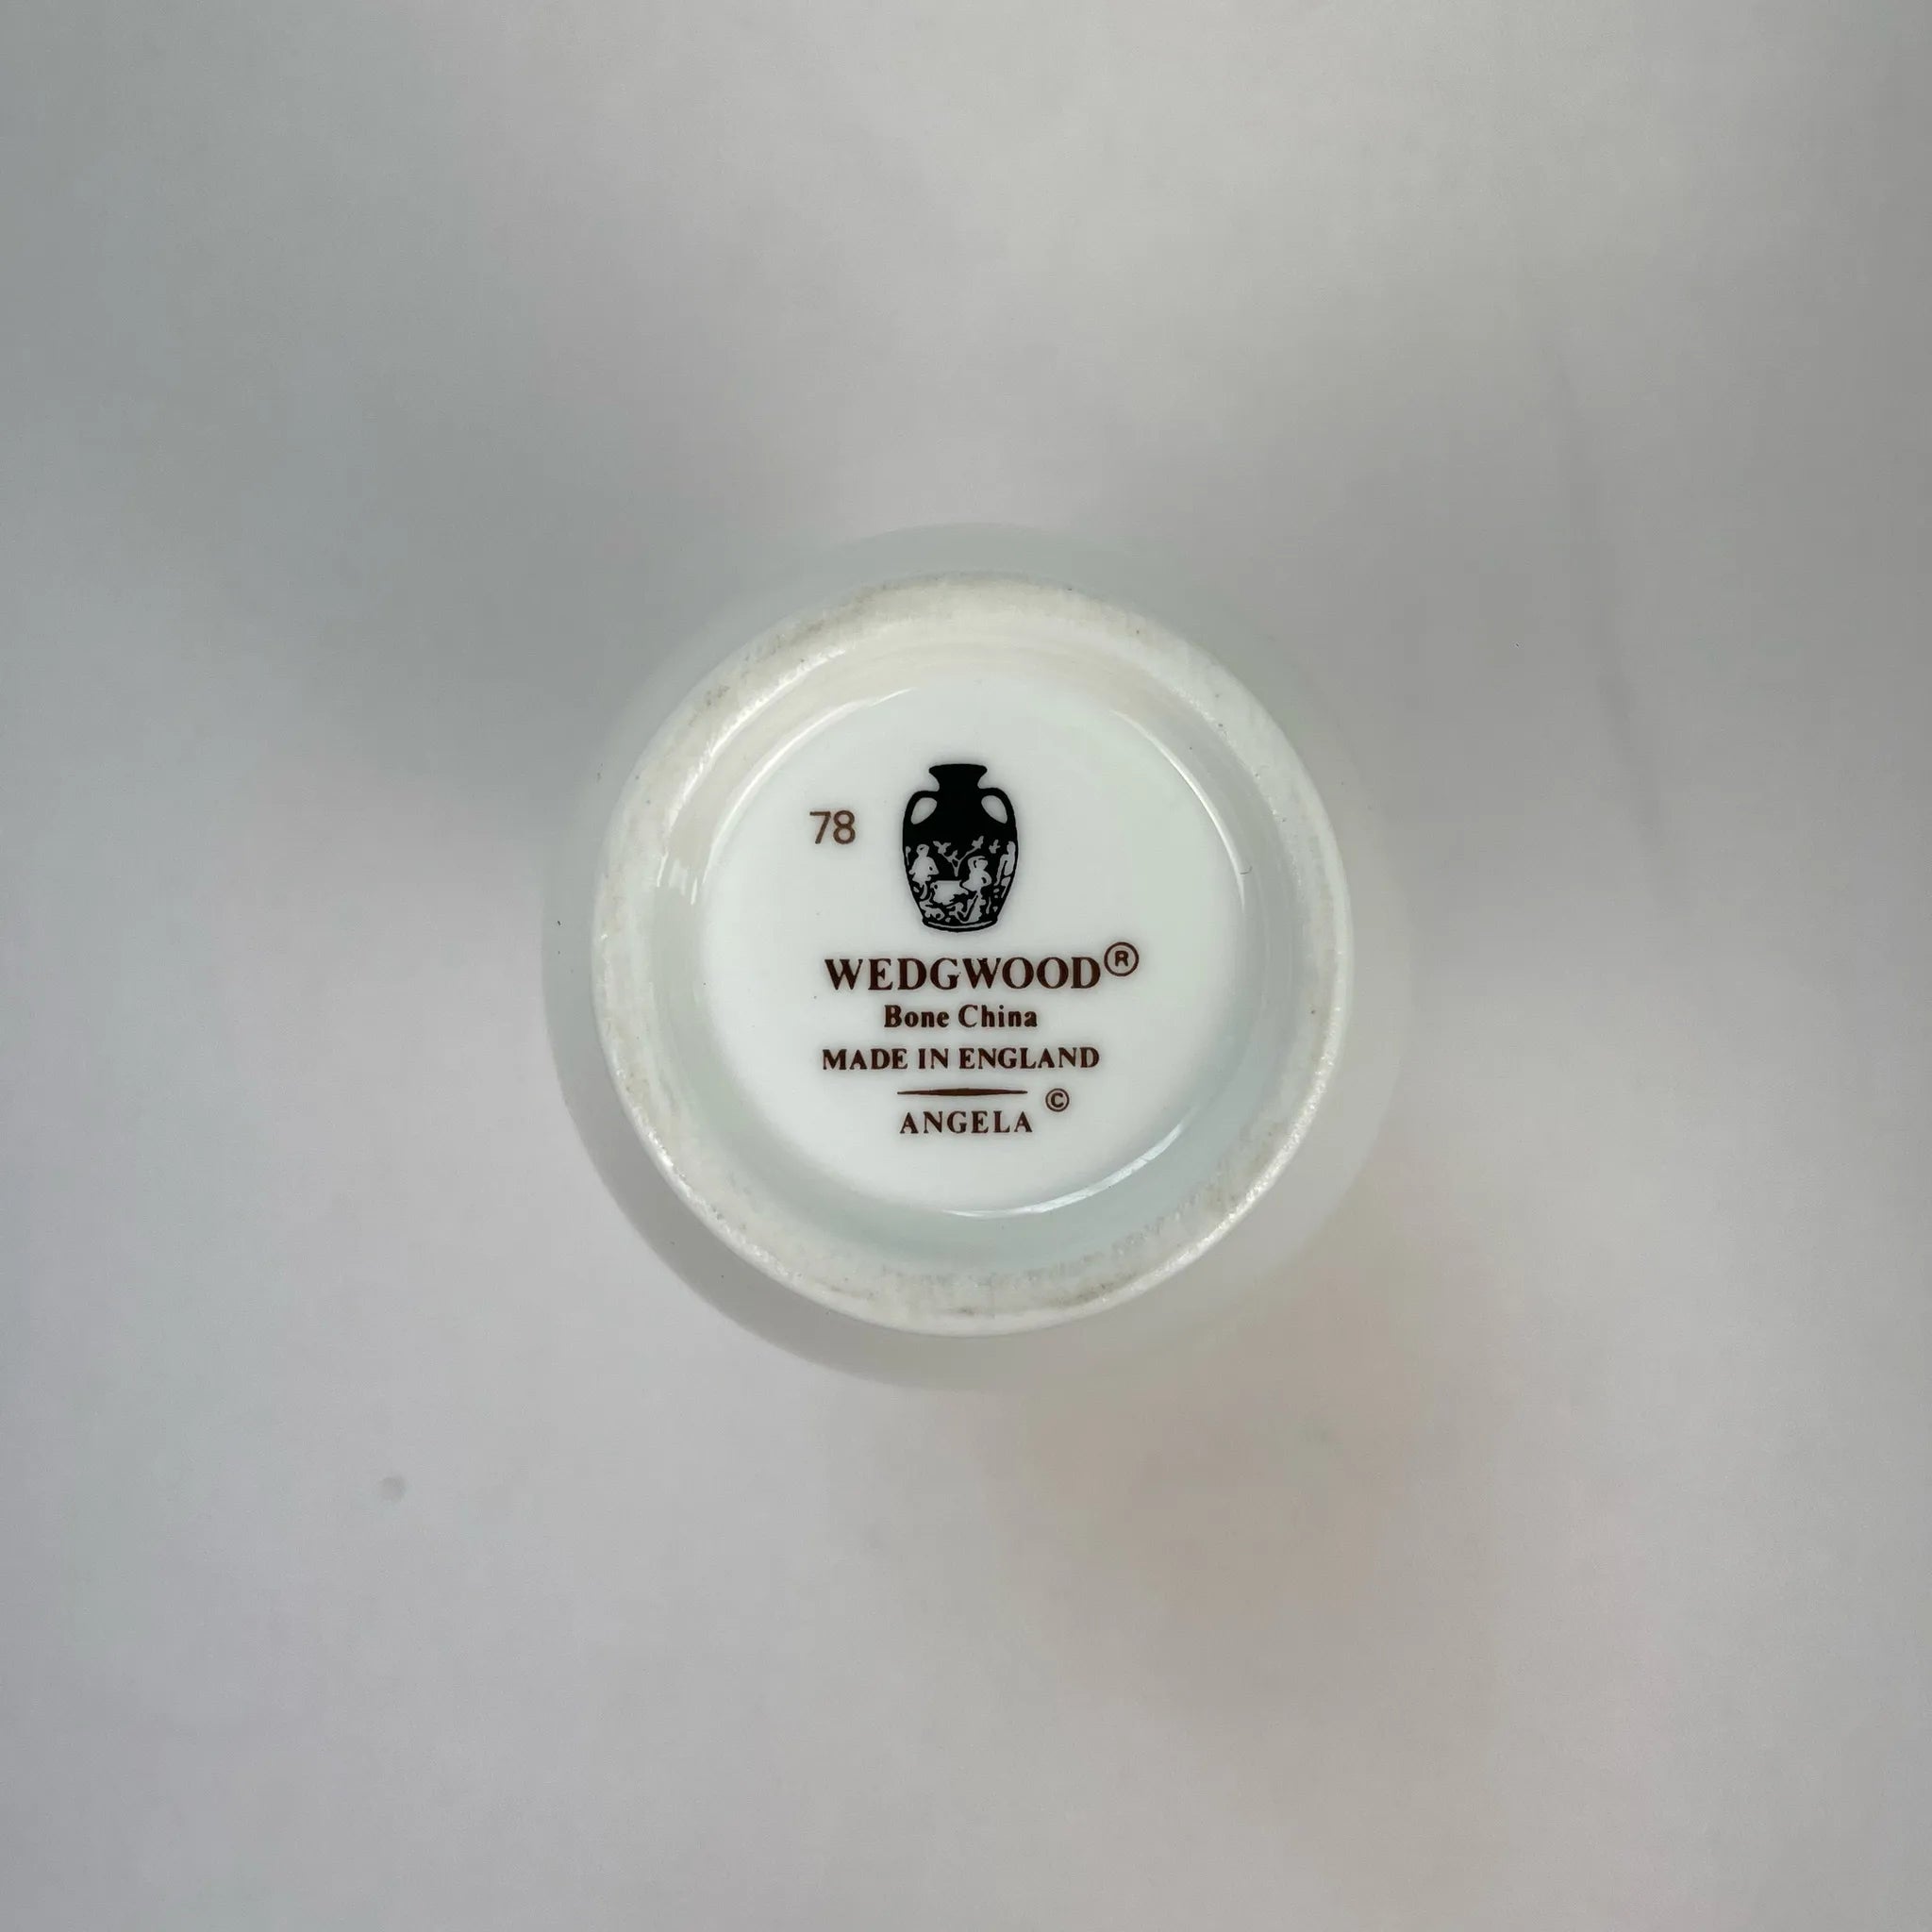 78
WEDGWOOD®
Bone China
MADE IN ENGLAND
ANGELA ©